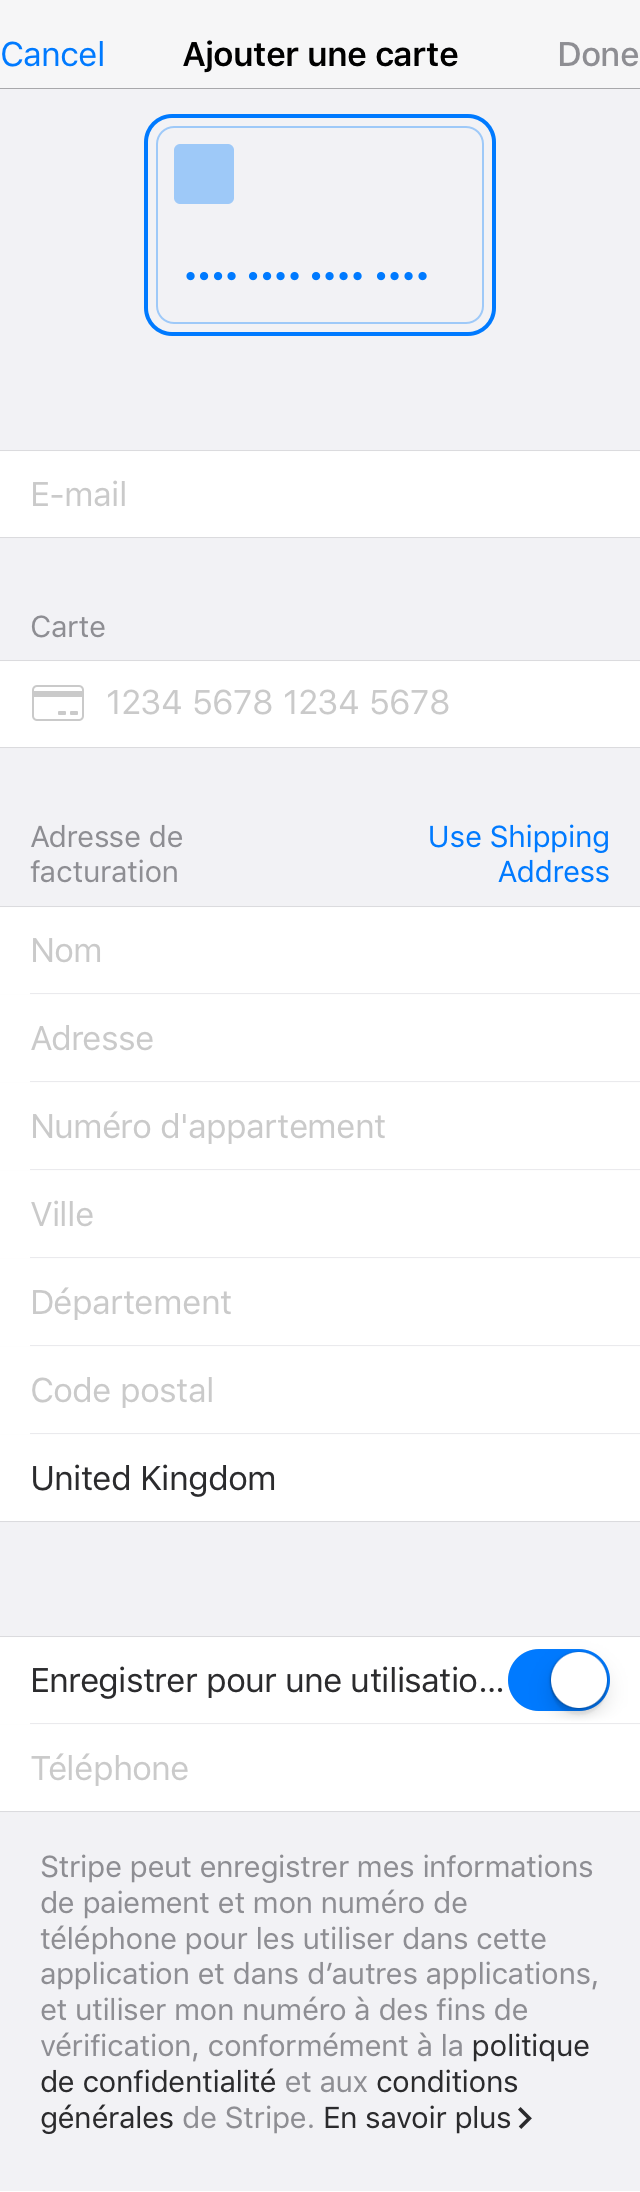 Cancel Ajouter une carte Done
•••• •••• •••• ••••
E-mail
Carte
1234 5678 1234 5678
Adresse de facturation
Use Shipping Address
Nom
Adresse
Numéro d'appartement
Ville
Département
Code postal
United Kingdom
Enregistrer pour une utilisatio...
Téléphone
Stripe peut enregistrer mes informations
de paiement et mon numéro de
téléphone pour les utiliser dans cette
application et dans d’autres applications,
et utiliser mon numéro à des fins de
vérification, conformément à la politique
de confidentialité et aux conditions
générales de Stripe. En savoir plus